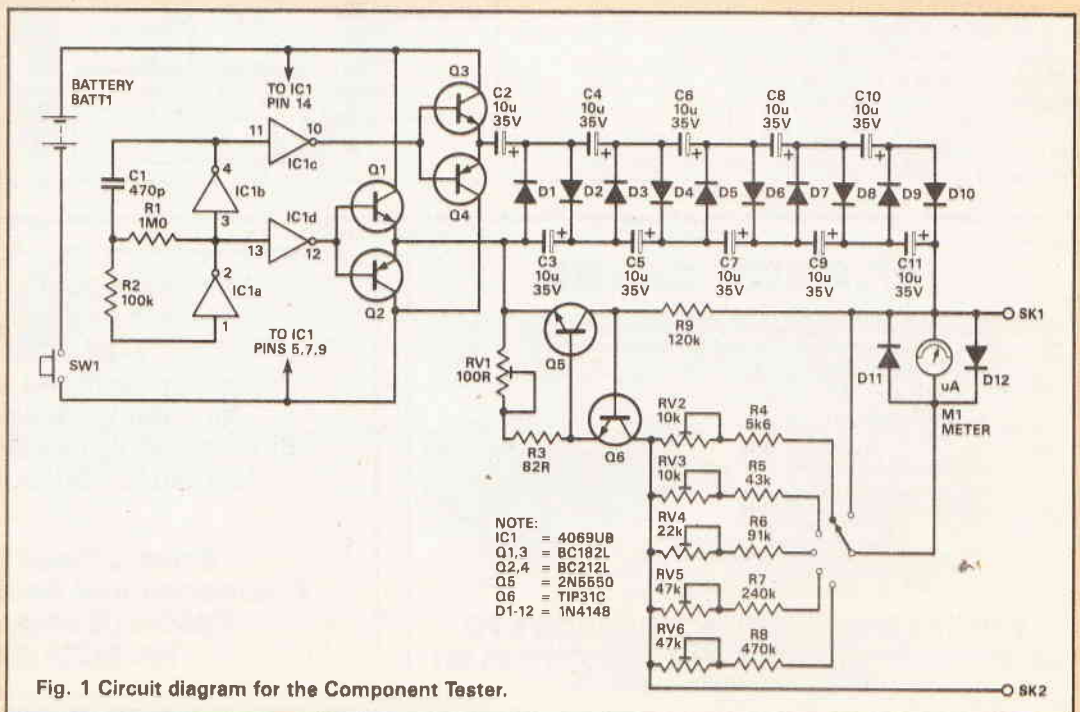 BATTERY
BATT1
TO IC1
PIN 14
11
10
IC1c
Q3
Q4
C1
470p
4
IC1b
3
R1
1M0
R2
100k
2
IC1a
1
13
12
IC1d
Q1
Q2
SW1
TO IC1
PINS 5,7,9
C2
10u
35V
C4
10u
35V
C6
10u
35V
C8
10u
35V
C10
10u
35V
+
+
+
+
+
D1
D2
D3
D4
D5
D6
D7
D8
D9
D10
+
+
+
+
+
C3
10u
35V
C5
10u
35V
C7
10u
35V
C9
10u
35V
C11
10u
35V
RV1
100R
Q5
R9
120k
R3
82R
Q6
SK1
D11
uA
D12
M1
METER
RV2
10k
R4
5k6
RV3
10k
R5
43k
RV4
22k
R6
91k
RV5
47k
R7
240k
RV6
47k
R8
470k
SK2
NOTE:
IC1 = 4069UB
Q1,3 = BC182L
Q2,4 = BC212L
Q5 = 2N5550
Q6 = TIP31C
D1-12 = 1N4148
Fig. 1 Circuit diagram for the Component Tester.